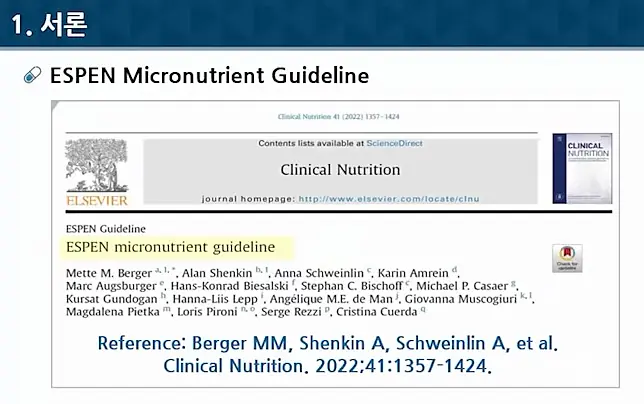 1. 서론
ESPEN Micronutrient Guideline
Clinical Nutrition 41 (2022) 1357-1424
Contents lists available at ScienceDirect
Clinical Nutrition
journal homepage: http://www.elsevier.com/locate/clnu
ELSEVIER
CLINICAL
NUTRITION
ESPEN Guideline
ESPEN micronutrient guideline
Check for
updates
Mette M. Berger a, 1, *, Alan Shenkin b, 1, Anna Schweinlin c, Karin Amrein d,
Marc Augsburger e, Hans-Konrad Biesalski f, Stephan C. Bischoff c, Michael P. Casaer g,
Kursat Gundogan h, Hanna-Liis Lepp i, Angélique M.E. de Man j, Giovanna Muscogiuri k, l,
Magdalena Pietka m, Loris Pironi n, o, Serge Rezzi p, Cristina Cuerda q
Reference: Berger MM, Shenkin A, Schweinlin A, et al.
Clinical Nutrition. 2022;41:1357-1424.